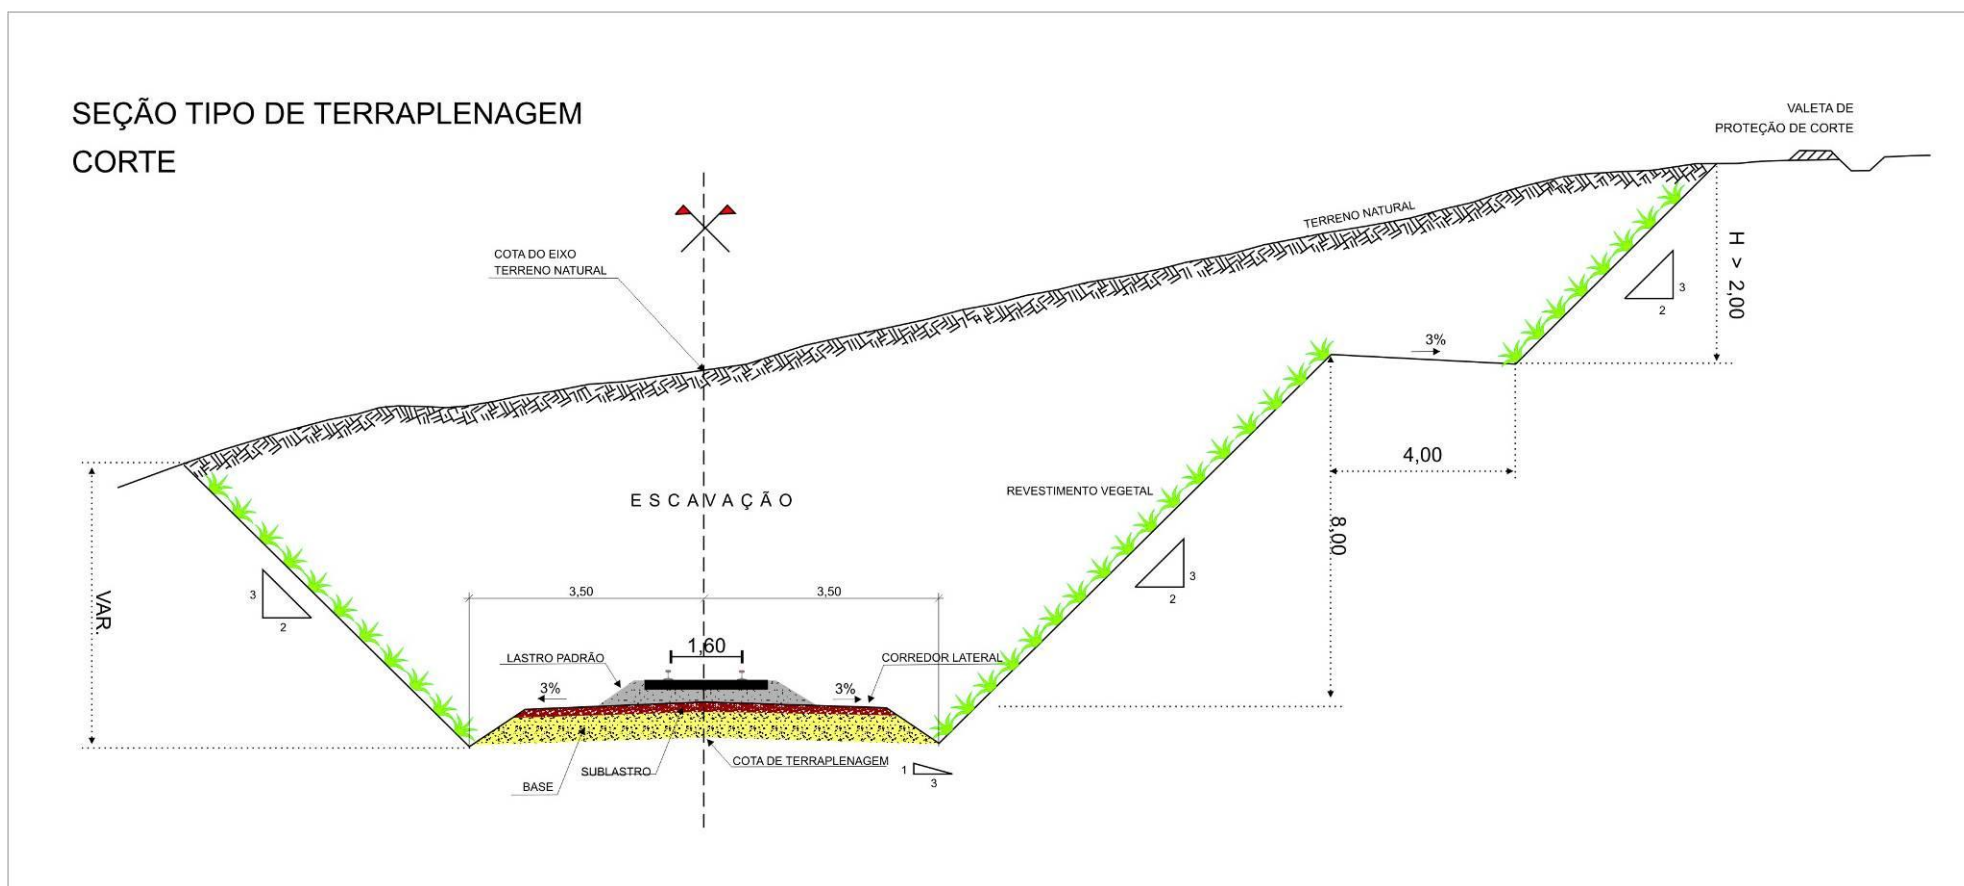 SEÇÃO TIPO DE TERRAPLENAGEM
CORTE
VALETA DE
PROTEÇÃO DE CORTE
TERRENO NATURAL
COTA DO EIXO
TERRENO NATURAL
H > 2,00
3
2
3%
4,00
ESCAVAÇÃO
REVESTIMENTO VEGETAL
8,00
3
2
VAR.
3
2
3,50
3,50
1,60
LASTRO PADRÃO
CORREDOR LATERAL
3%
3%
COTA DE TERRAPLENAGEM
1
3
SUBLASTRO
BASE